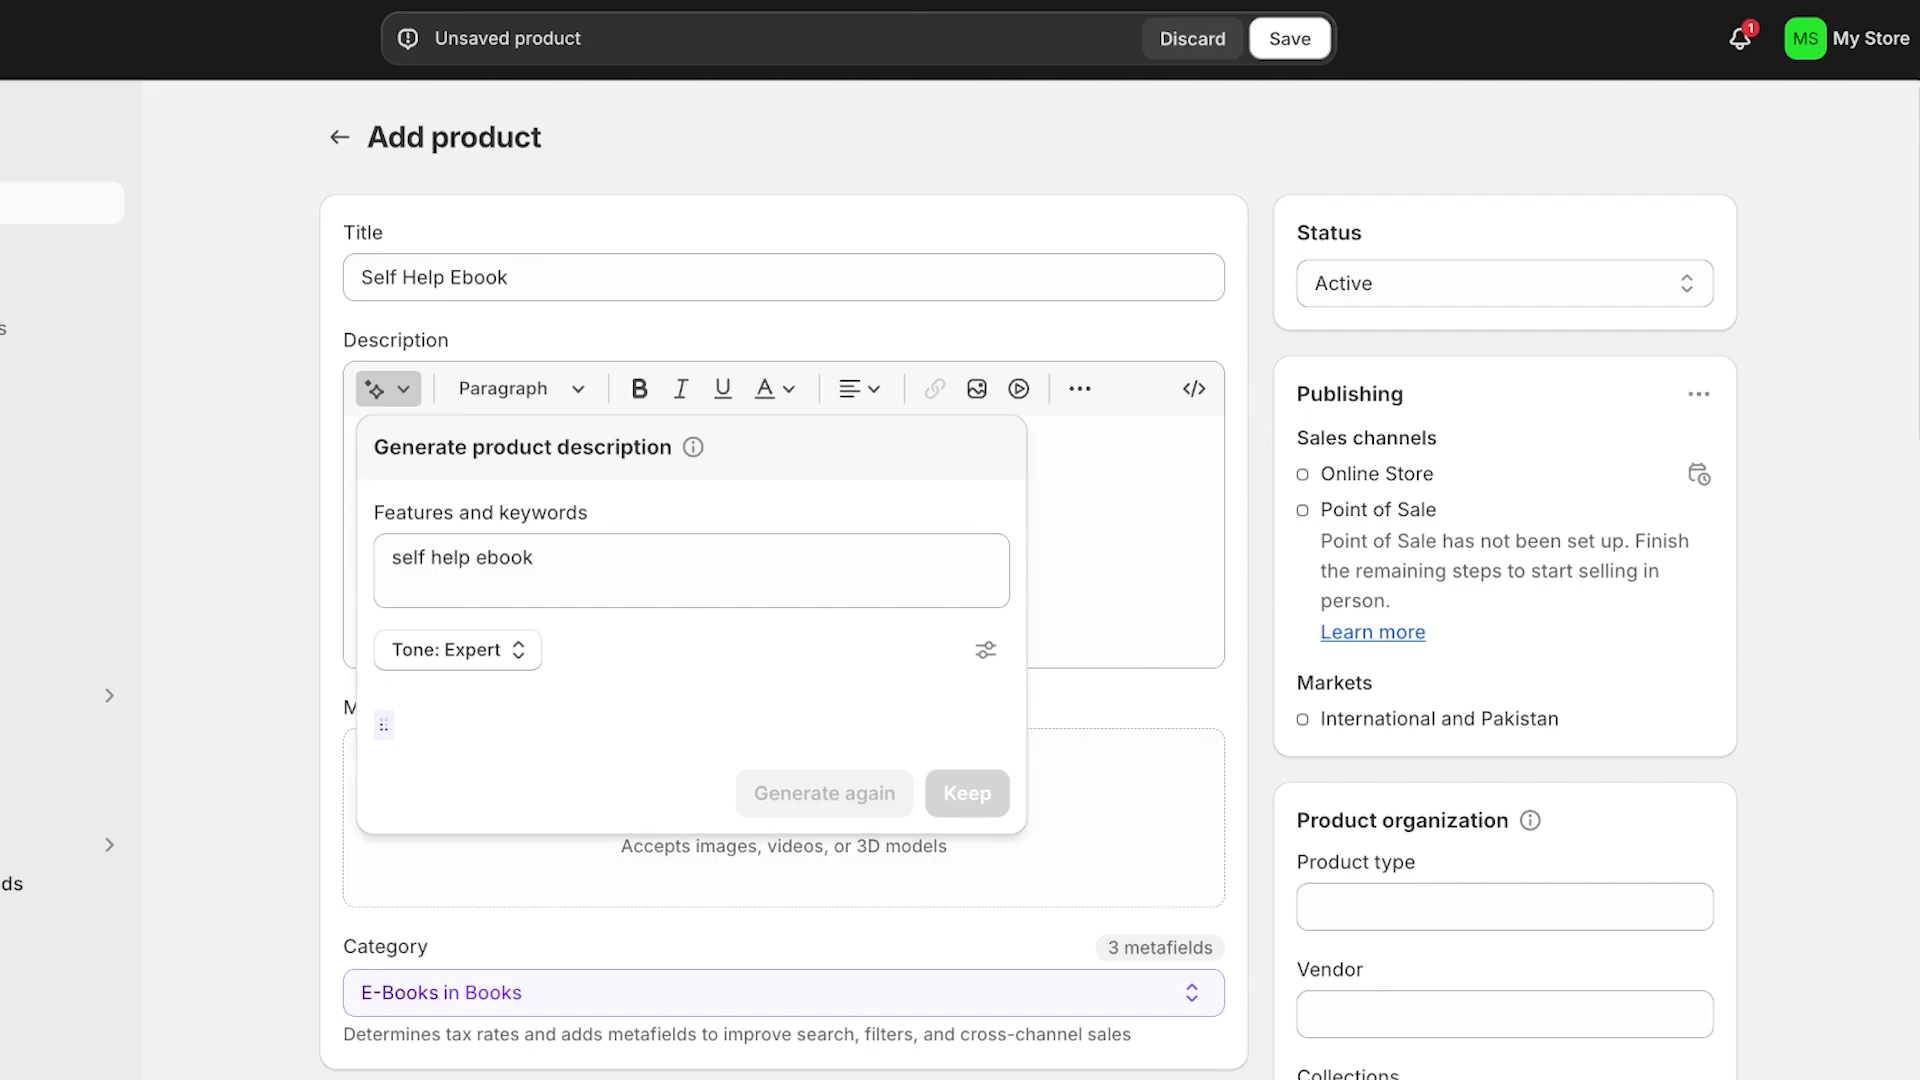 Unsaved product
Discard
Save
1
MS
My Store
Add product
Title
Self Help Ebook
Description
Paragraph
B I U A
Generate product description
Features and keywords
self help ebook
Tone: Expert
M
Generate again
Keep
Accepts images, videos, or 3D models
Category
3 metafields
E-Books in Books
Determines tax rates and adds metafields to improve search, filters, and cross-channel sales
Status
Active
Publishing
Sales channels
Online Store
Point of Sale
Point of Sale has not been set up. Finish
the remaining steps to start selling in
person.
Learn more
Markets
International and Pakistan
Product organization
Product type
Vendor
Collections
s
ds